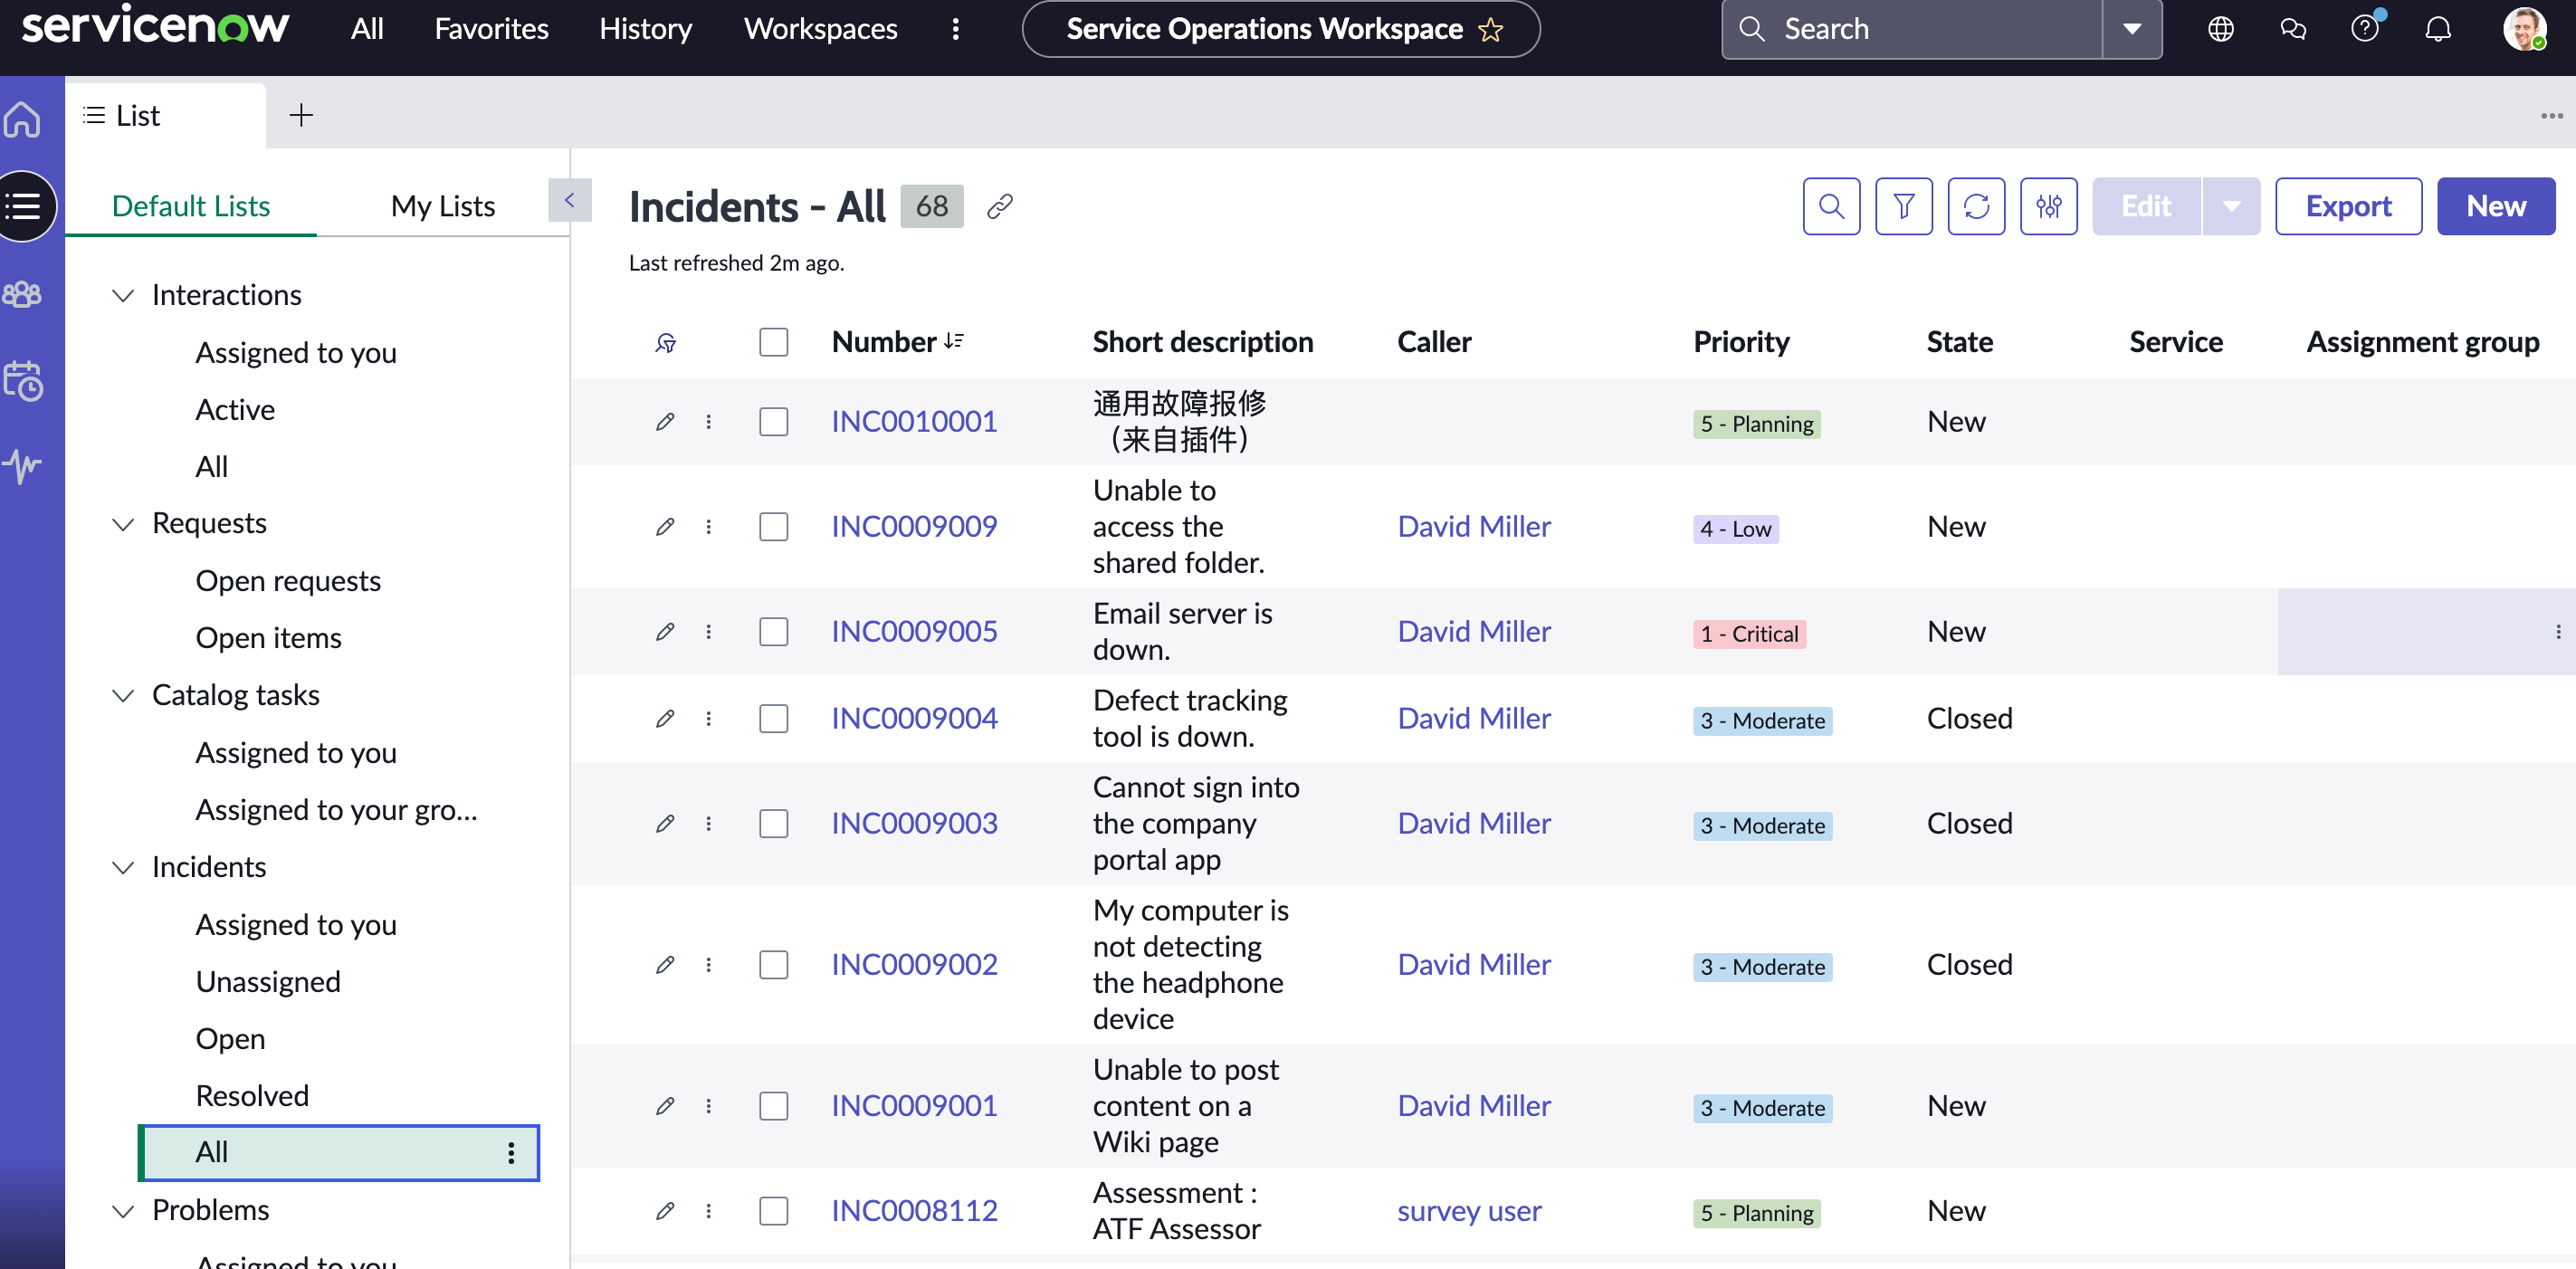 servicenow
All Favorites History Workspaces
Service Operations Workspace
Search
List
Default Lists
My Lists
Interactions
Assigned to you
Active
All
Requests
Open requests
Open items
Catalog tasks
Assigned to you
Assigned to your gro...
Incidents
Assigned to you
Unassigned
Open
Resolved
All
Problems
Assigned to you
Incidents - All 68
Last refreshed 2m ago.
Edit
Export
New
Number Short description Caller Priority State Service Assignment group
INC0010001
通用故障报修
（来自插件）
5 - Planning
New
INC0009009
Unable to
access the
shared folder.
David Miller
4 - Low
New
INC0009005
Email server is
down.
David Miller
1 - Critical
New
INC0009004
Defect tracking
tool is down.
David Miller
3 - Moderate
Closed
INC0009003
Cannot sign into
the company
portal app
David Miller
3 - Moderate
Closed
INC0009002
My computer is
not detecting
the headphone
device
David Miller
3 - Moderate
Closed
INC0009001
Unable to post
content on a
Wiki page
David Miller
3 - Moderate
New
INC0008112
Assessment :
ATF Assessor
survey user
5 - Planning
New